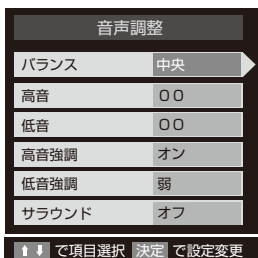 音声調整
バランス 中央
高音 00
低音 00
高音強調 オン
低音強調 弱
サラウンド オフ
⬆⬇ で項目選択 決定 で設定変更